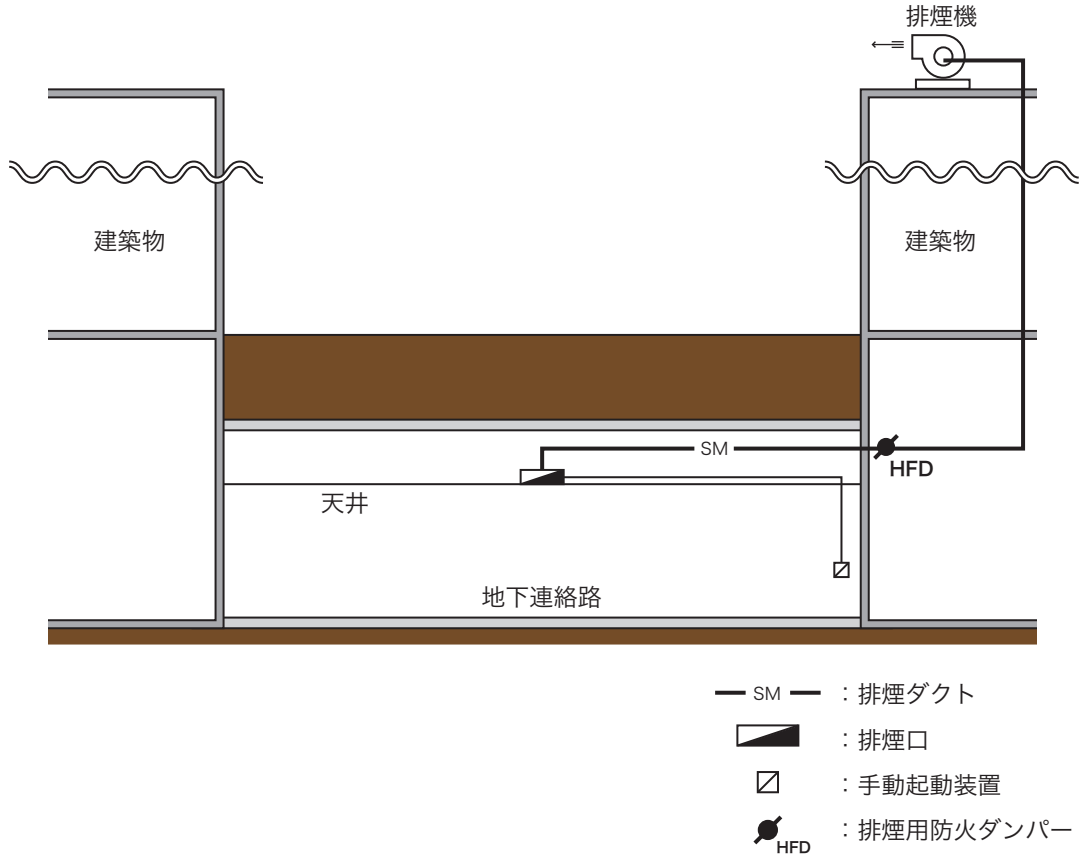 排煙機
建築物
建築物
SM
HFD
天井
地下連絡路
SM：排煙ダクト
：排煙口
：手動起動装置
HFD：排煙用防火ダンパー